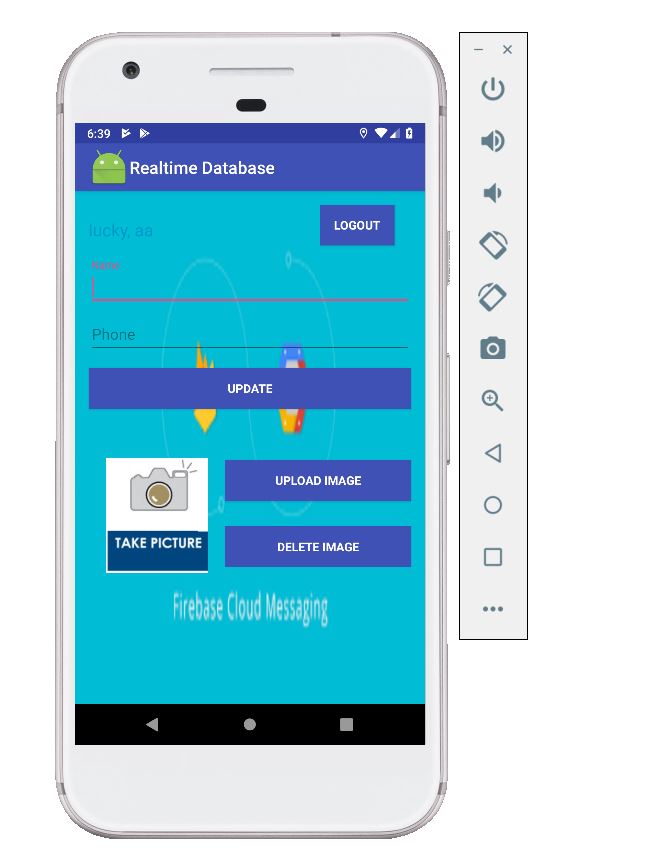 6:39
Realtime Database
lucky, aa
LOGOUT
Name
Phone
UPDATE
UPLOAD IMAGE
TAKE PICTURE
DELETE IMAGE
Firebase Cloud Messaging